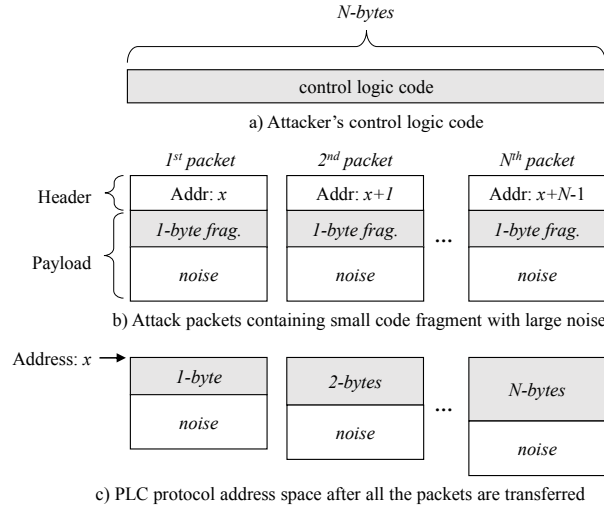 N-bytes
control logic code
a) Attacker's control logic code
1st packet 2nd packet Nth packet
Header Addr: x Addr: x+1 Addr: x+N-1
1-byte frag. 1-byte frag. 1-byte frag.
Payload
noise noise ... noise
b) Attack packets containing small code fragment with large noise
Address: x
1-byte 2-bytes N-bytes
noise noise ... noise
c) PLC protocol address space after all the packets are transferred